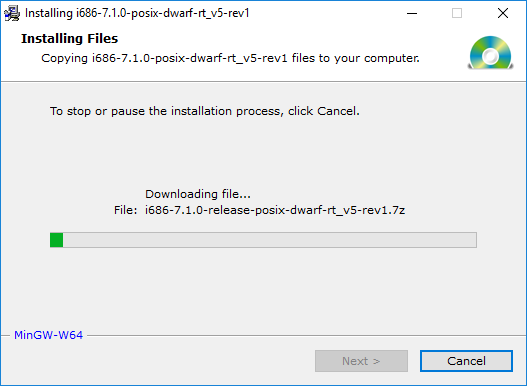 Installing i686-7.1.0-posix-dwarf-rt_v5-rev1
Installing Files
Copying i686-7.1.0-posix-dwarf-rt_v5-rev1 files to your computer.
To stop or pause the installation process, click Cancel.
Downloading file...
File: i686-7.1.0-release-posix-dwarf-rt_v5-rev1.7z
MinGW-W64
Next >
Cancel